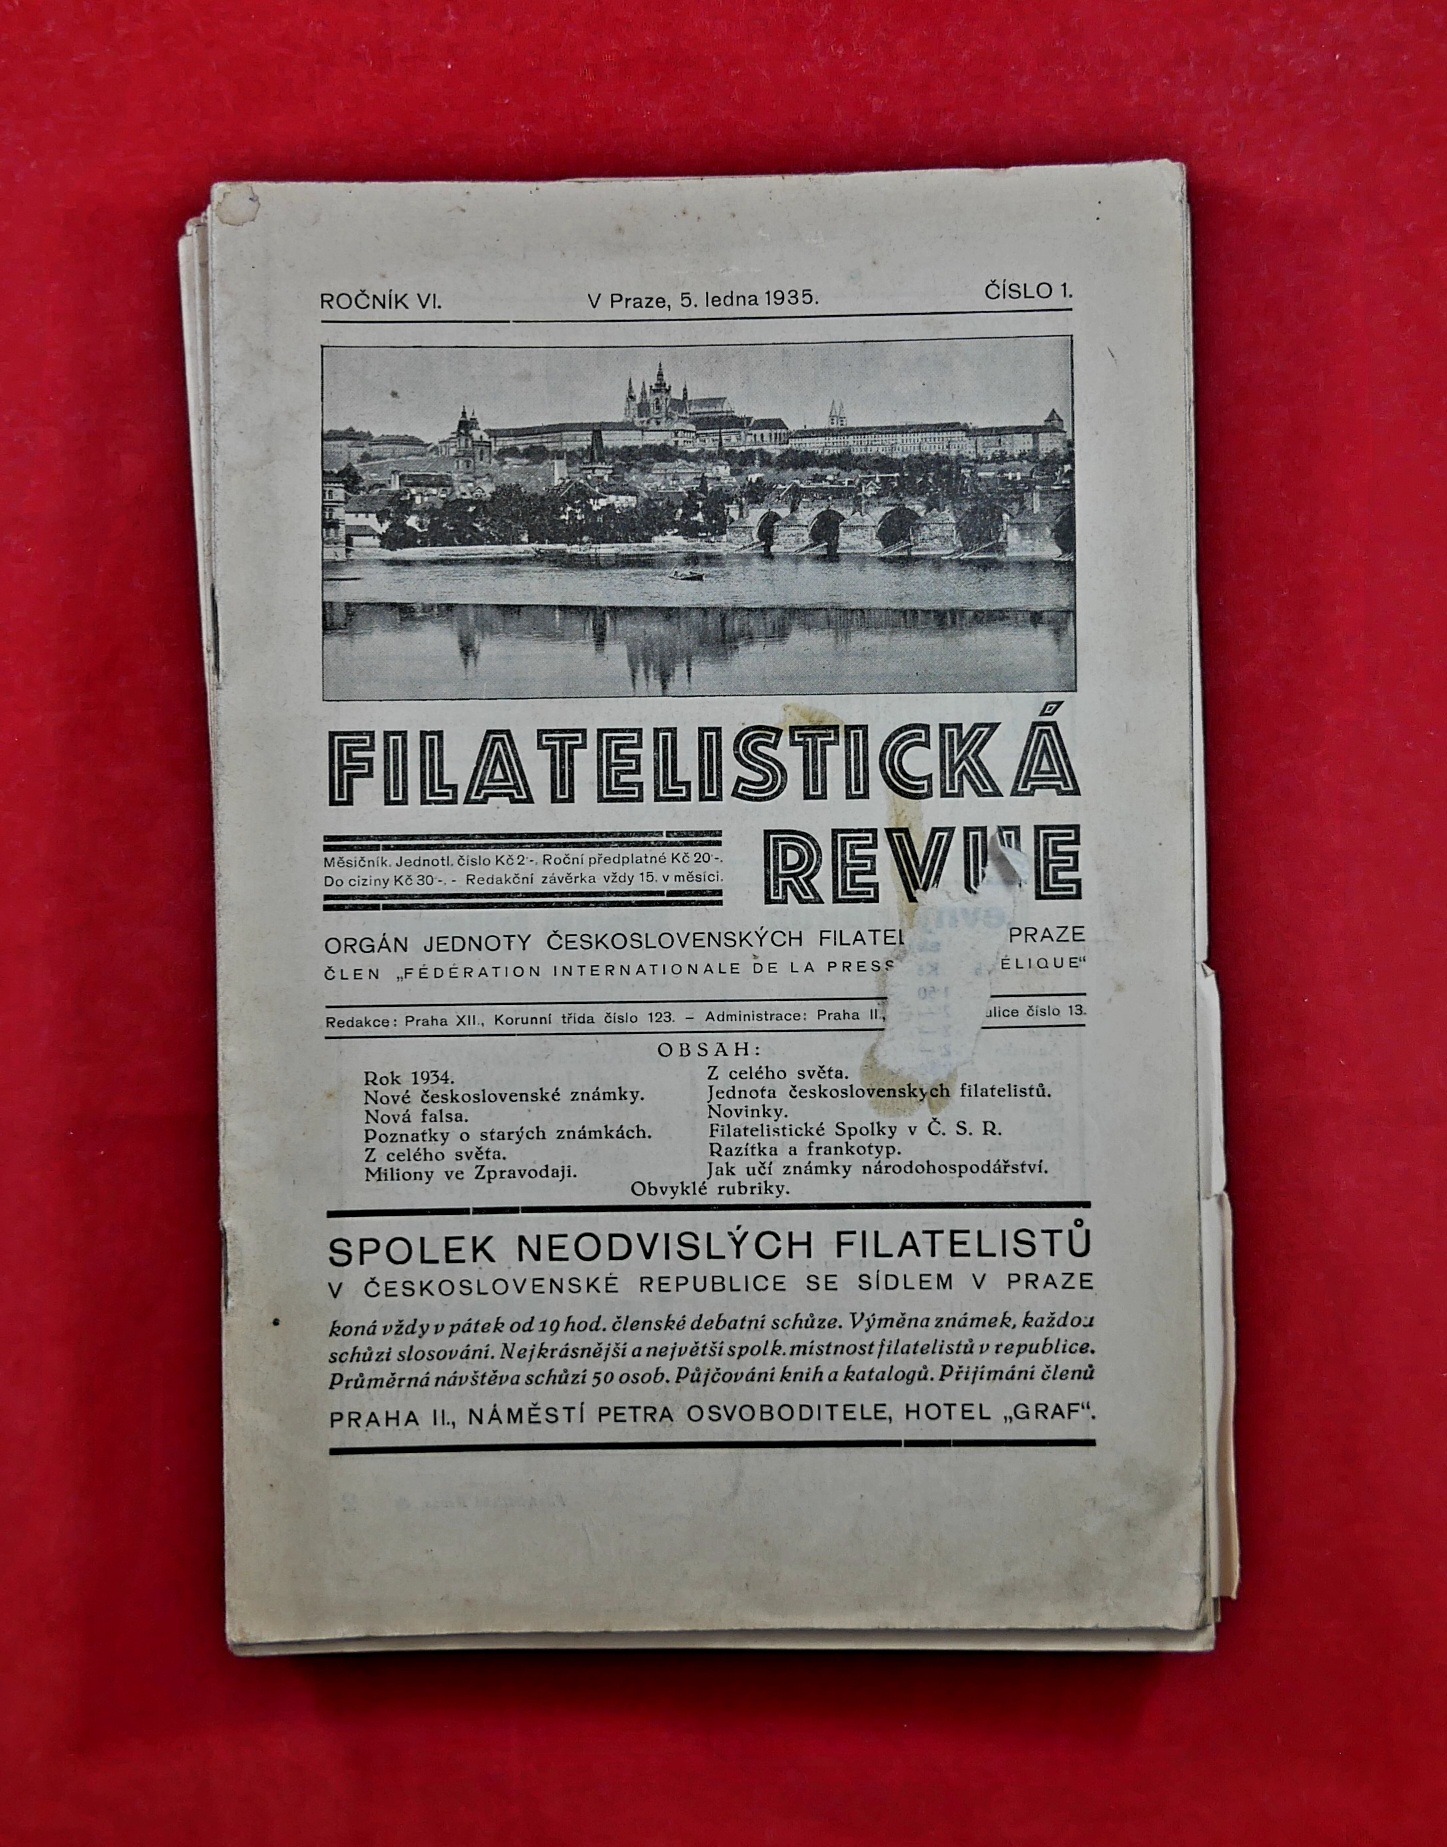 ROČNÍK VI. V Praze, 5. ledna 1935. ČÍSLO 1.
FILATELISTICKÁ
REVUE
Měsíčník. Jednotl. číslo Kč 2·-. Roční předplatné Kč 20·-.
Do ciziny Kč 30·-. - Redakční závěrka vždy 15. v měsíci.
ORGÁN JEDNOTY ČESKOSLOVENSKÝCH FILATEL PRAZE
ČLEN „FÉDÉRATION INTERNATIONALE DE LA PRESS ÉLIQUE“
Redakce: Praha XII., Korunní třída číslo 123. – Administrace: Praha II., ulice číslo 13.
OBSAH:
Rok 1934.
Nové československé známky.
Nová falsa.
Poznatky o starých známkách.
Z celého světa.
Miliony ve Zpravodaji.
Z celého světa.
Jednota československých filatelistů.
Novinky.
Filatelistické Spolky v Č. S. R.
Razítka a frankotyp.
Jak učí známky národohospodářství.
Obvyklé rubriky.
SPOLEK NEODVISLÝCH FILATELISTŮ
V ČESKOSLOVENSKÉ REPUBLICE SE SÍDLEM V PRAZE
koná vždy v pátek od 19 hod. členské debatní schůze. Výměna známek, každou
schůzi slosování. Nejkrásnější a největší spolk. místnost filatelistů v republice.
Průměrná návštěva schůzí 50 osob. Půjčování knih a katalogů. Přijímání členů
PRAHA II., NÁMĚSTÍ PETRA OSVOBODITELE, HOTEL „GRAF“.